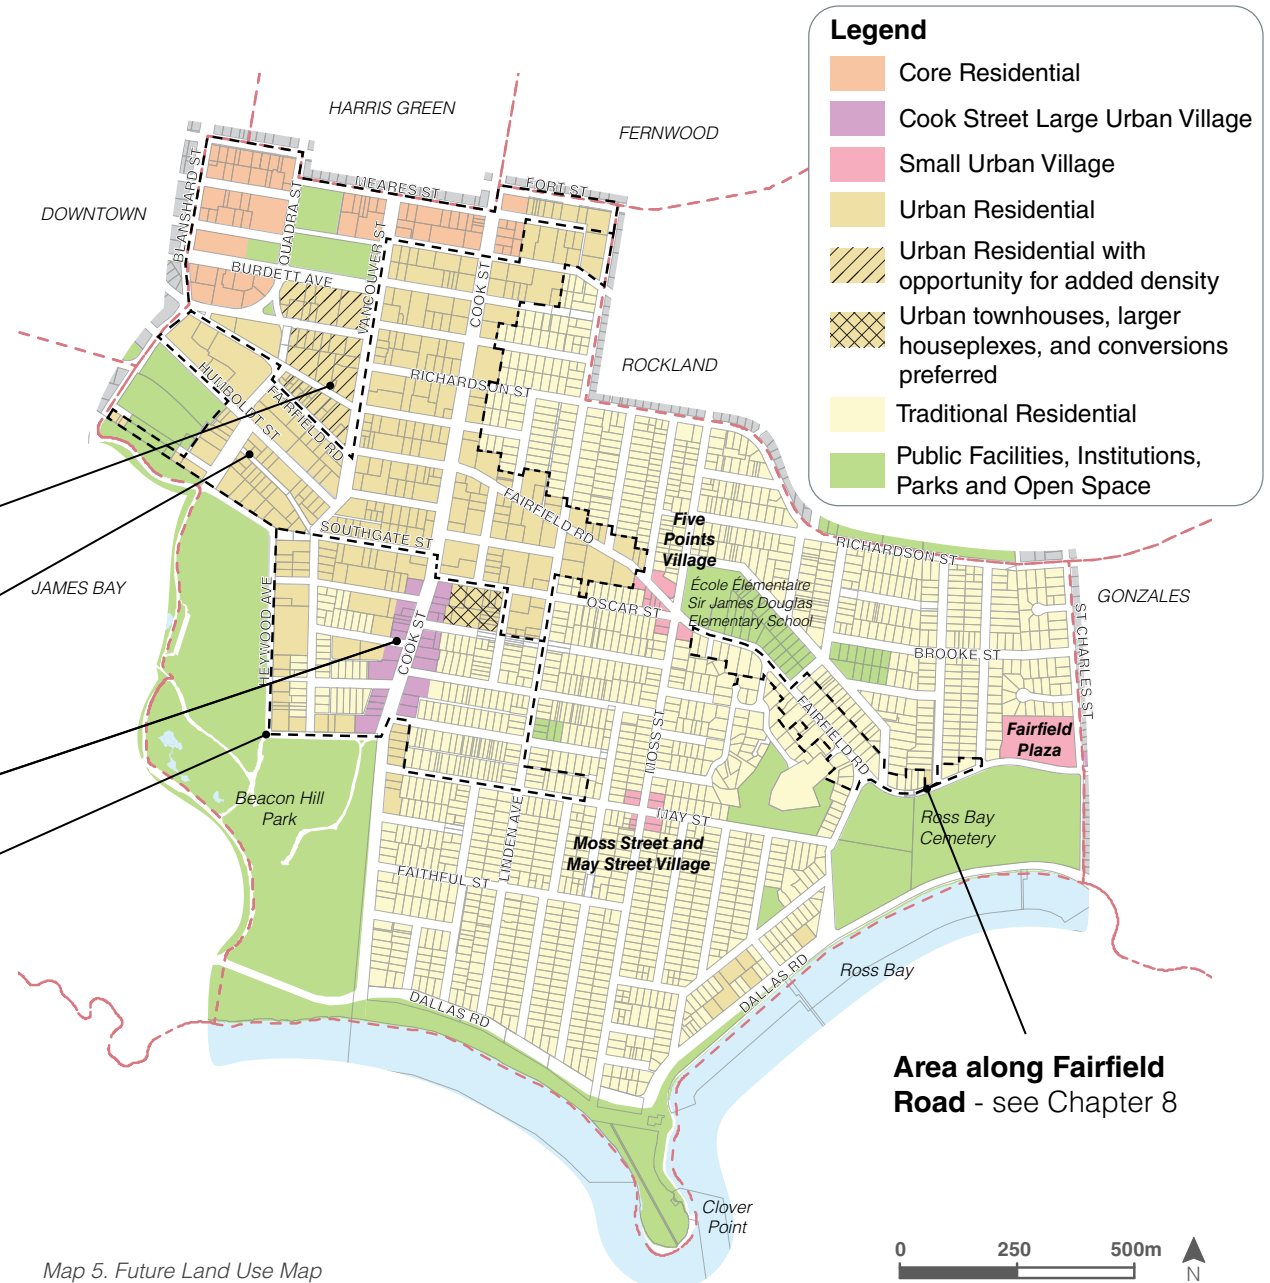 Legend
Core Residential
Cook Street Large Urban Village
Small Urban Village
Urban Residential
Urban Residential with
opportunity for added density
Urban townhouses, larger
houseplexes, and conversions
preferred
Traditional Residential
Public Facilities, Institutions,
Parks and Open Space
HARRIS GREEN
FERNWOOD
DOWNTOWN
BLANSHARD ST
QUADRA ST
MEARES ST
FORT ST
VANCOUVER ST
BURDETT AVE
COOK ST
ROCKLAND
HUMBOLDT ST
FAIRFIELD RD
RICHARDSON ST
FAIRFIELD RD
SOUTHGATE ST
Five
Points
Village
RICHARDSON ST
JAMES BAY
HEYWOOD AVE
COOK ST
OSCAR ST
École Élémentaire
Sir James Douglas
Elementary School
GONZALES
BROOKE ST
ST CHARLES ST
MOSS ST
FAIRFIELD RD
Fairfield
Plaza
Beacon Hill
Park
LINDEN AVE
MAY ST
Ross Bay
Cemetery
Moss Street and
May Street Village
FAITHFUL ST
DALLAS RD
DALLAS RD
Ross Bay
Area along Fairfield
Road - see Chapter 8
Clover
Point
0 250 500m
N
Map 5. Future Land Use Map